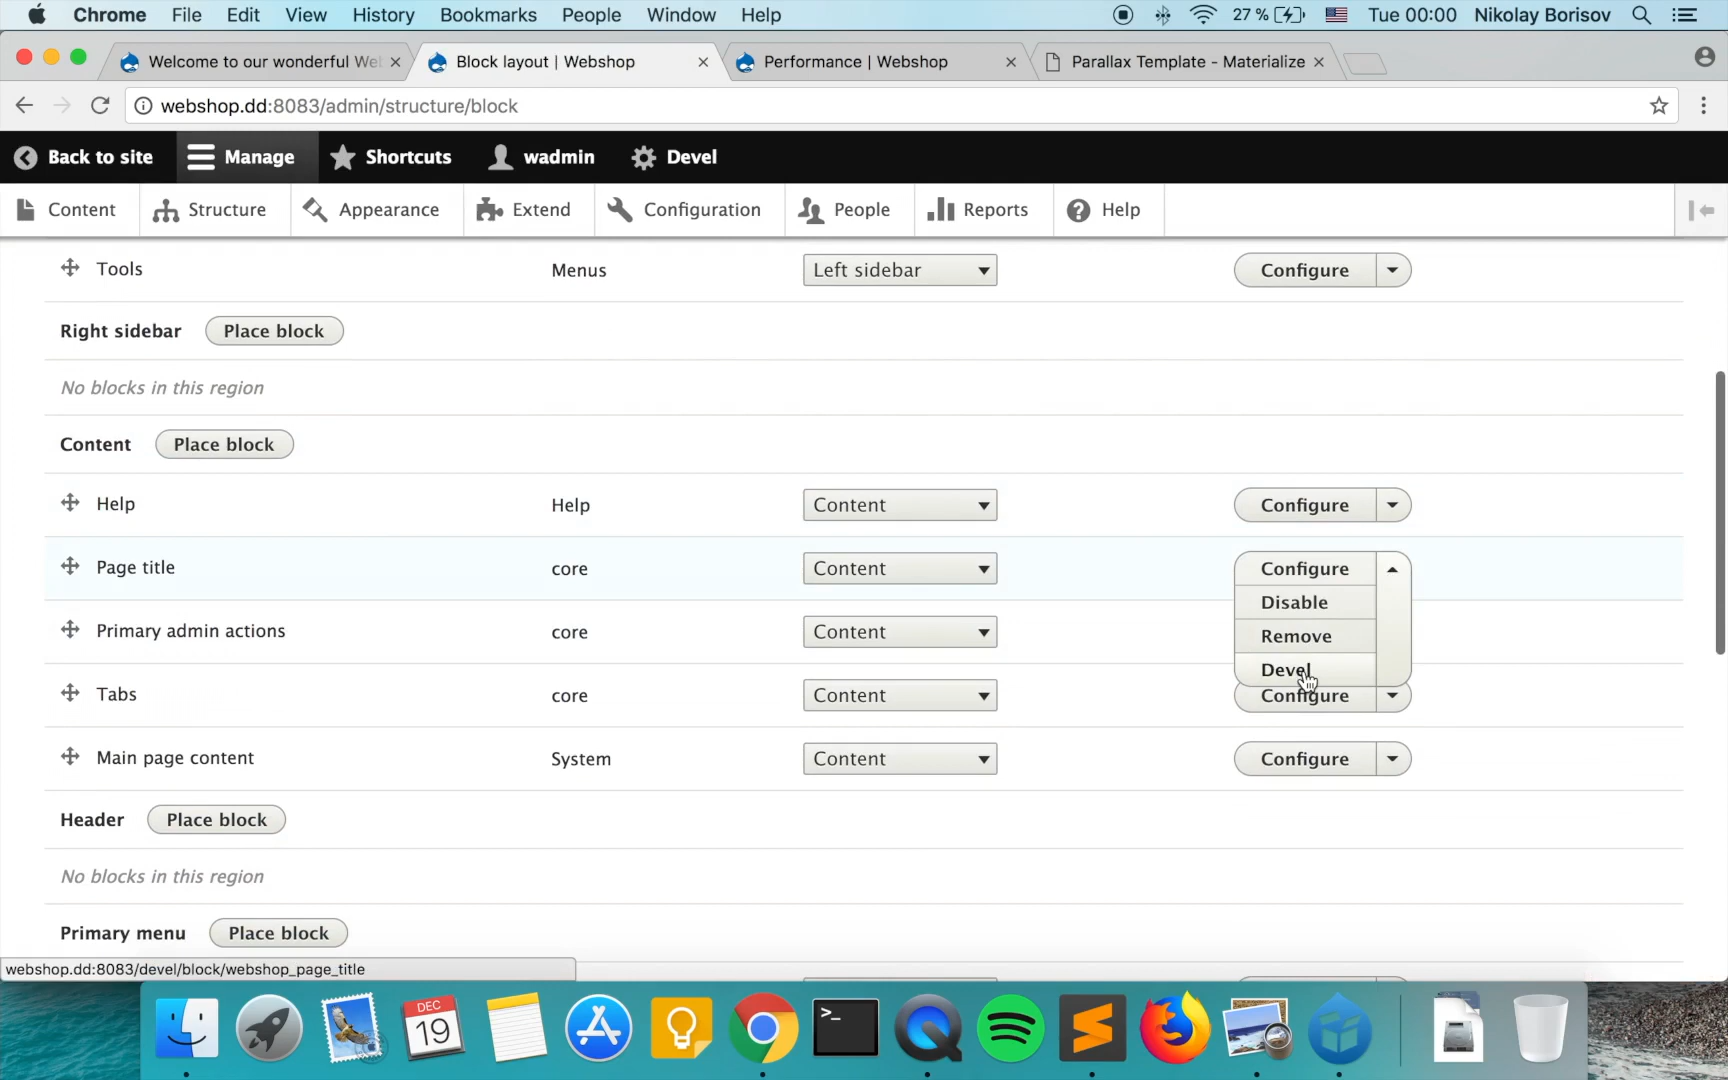 Chrome File Edit View History Bookmarks People Window Help 27 % Tue 00:00 Nikolay Borisov
Welcome to our wonderful We Block layout | Webshop Performance | Webshop Parallax Template - Materialize
webshop.dd:8083/admin/structure/block
Back to site Manage Shortcuts wadmin Devel
Content Structure Appearance Extend Configuration People Reports Help
Tools Menus Left sidebar Configure
Right sidebar Place block
No blocks in this region
Content Place block
Help Help Content Configure
Page title core Content Configure
Disable
Primary admin actions core Content Remove
Devel
Tabs core Content Configure
Main page content System Content Configure
Header Place block
No blocks in this region
Primary menu Place block
webshop.dd:8083/devel/block/webshop_page_title
DEC
19